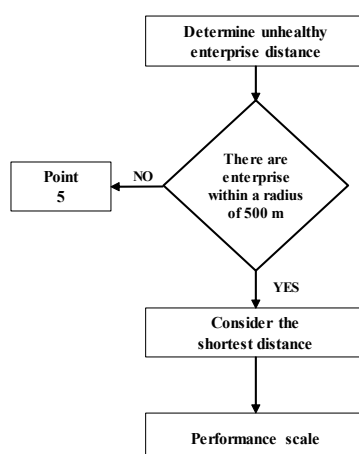 Determine unhealthy
enterprise distance
There are
enterprise
within a radius
of 500 m
NO
Point
5
YES
Consider the
shortest distance
Performance scale